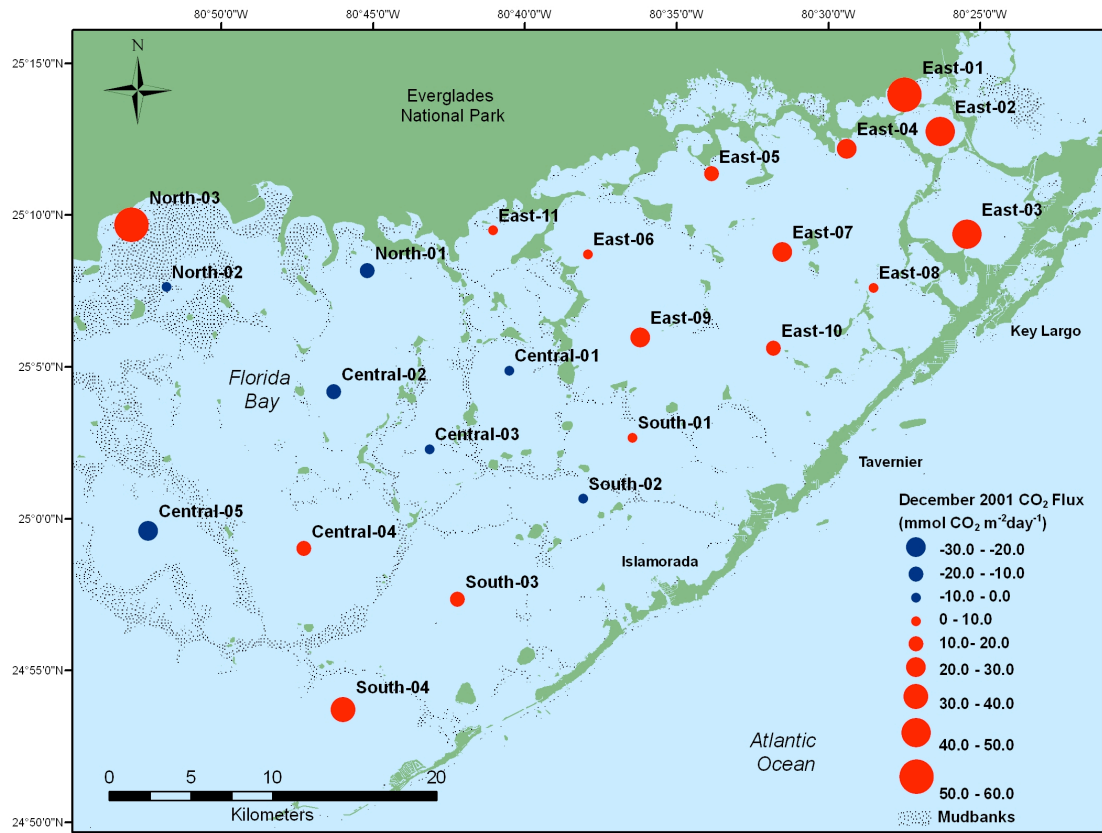 80°50'0"W 80°45'0"W 80°40'0"W 80°35'0"W 80°30'0"W 80°25'0"W
25°15'0"N
25°10'0"N
25°5'0"N
25°0'0"N
24°55'0"N
24°50'0"N
N
Everglades
National Park
East-01
East-02
East-04
East-05
North-03
East-11
East-03
East-06
East-07
North-01
North-02
East-08
East-09
East-10
Key Largo
Central-01
Florida
Bay
Central-02
South-01
Central-03
Tavernier
South-02
Central-05
Central-04
Islamorada
South-03
South-04
Atlantic
Ocean
December 2001 CO₂ Flux
(mmol CO₂ m⁻²day⁻¹)
-30.0 - -20.0
-20.0 - -10.0
-10.0 - 0.0
0 - 10.0
10.0- 20.0
20.0 - 30.0
30.0 - 40.0
40.0 - 50.0
50.0 - 60.0
Mudbanks
0 5 10 20
Kilometers